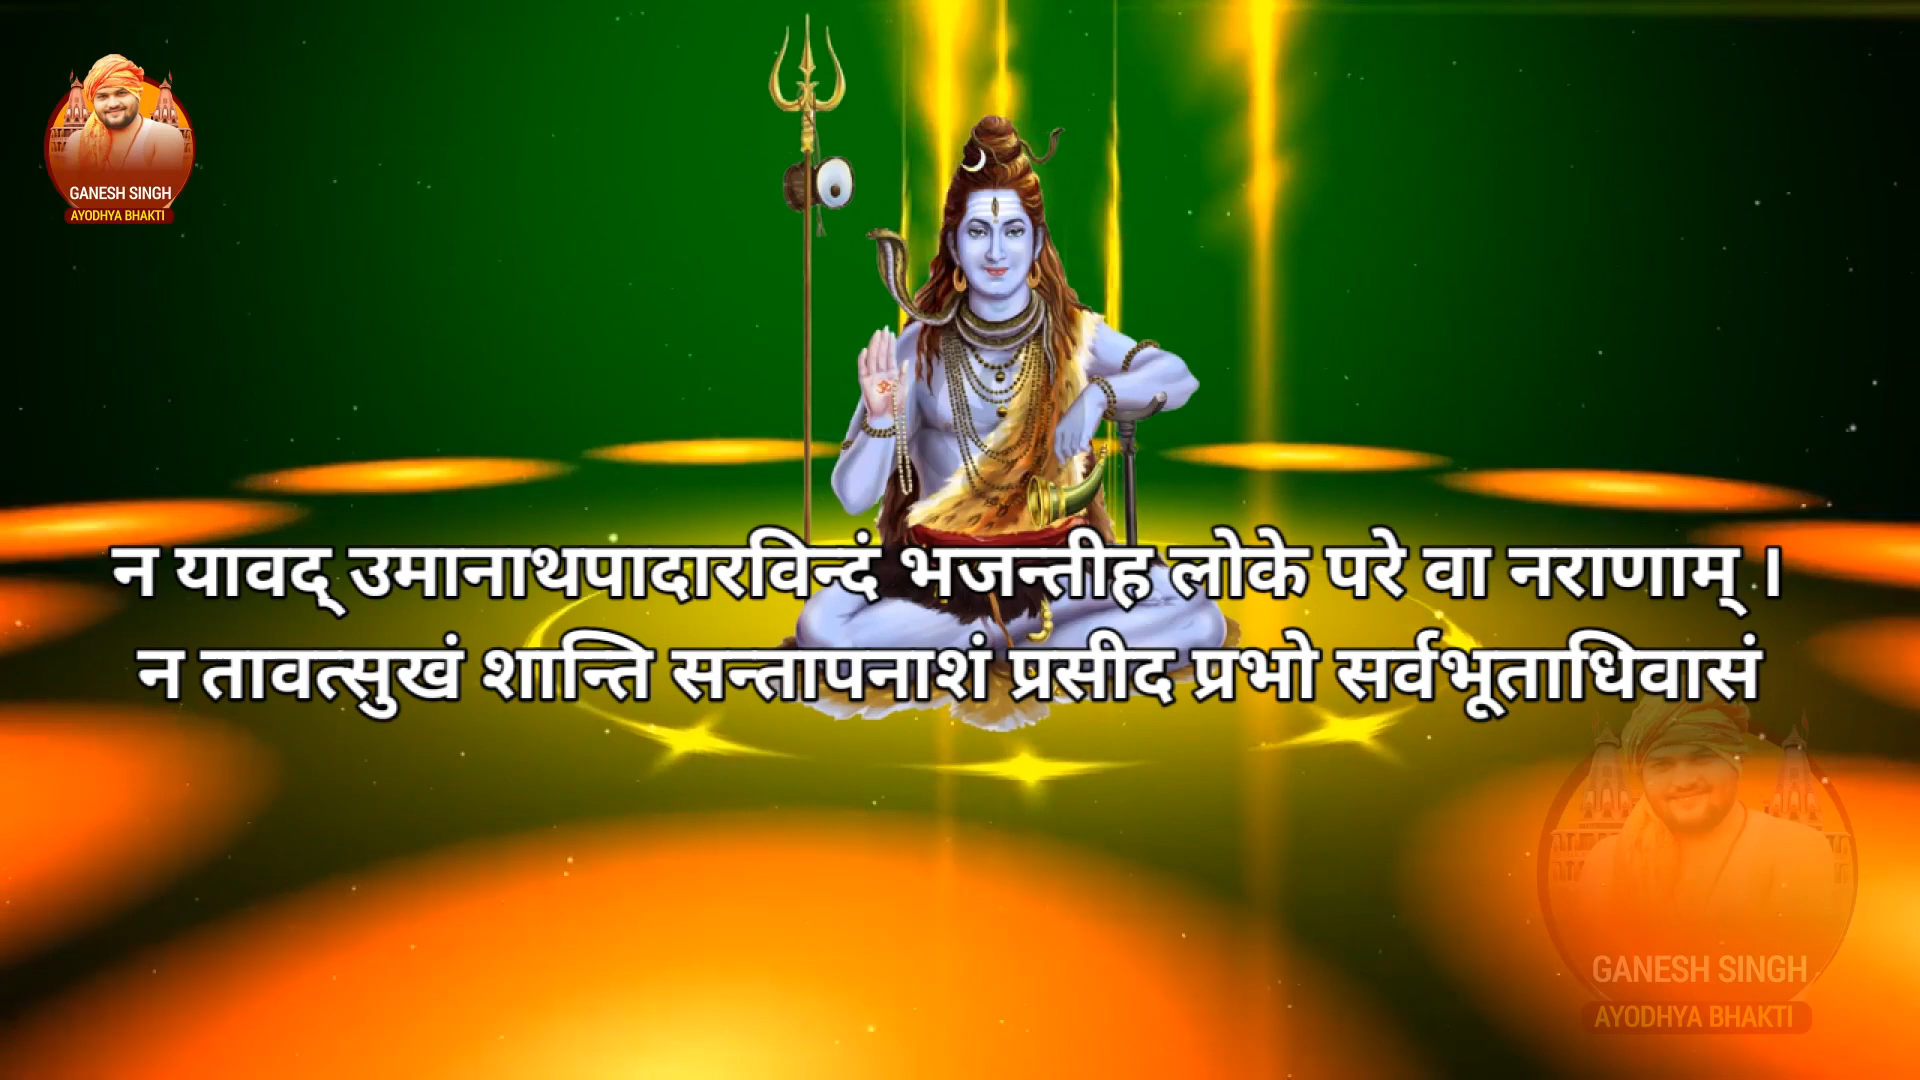 GANESH SINGH
AYODHYA BHAKTI
न यावद् उमानाथपादारविन्दं भजन्तीह लोके परे वा नराणाम् ।
न तावत्सुखं शान्ति सन्तापनाशं प्रसीद प्रभो सर्वभूताधिवासं
GANESH SINGH
AYODHYA BHAKTI